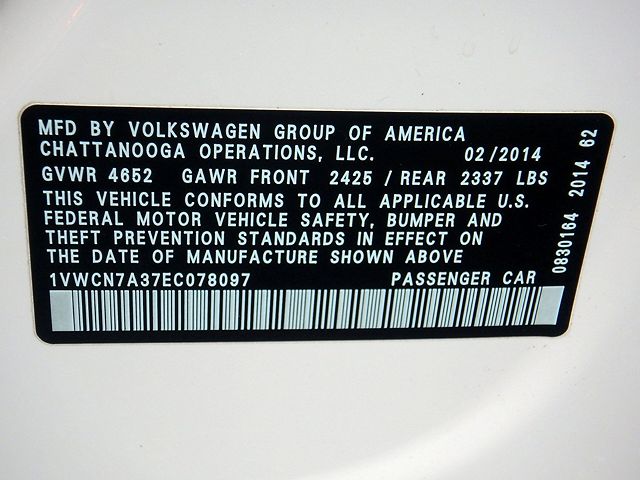 MFD BY VOLKSWAGEN GROUP OF AMERICA
CHATTANOOGA OPERATIONS, LLC. 02/2014
GVWR 4652 GAWR FRONT 2425 / REAR 2337 LBS
THIS VEHICLE CONFORMS TO ALL APPLICABLE U.S.
FEDERAL MOTOR VEHICLE SAFETY, BUMPER AND
THEFT PREVENTION STANDARDS IN EFFECT ON
THE DATE OF MANUFACTURE SHOWN ABOVE
1VWCN7A37EC078097 PASSENGER CAR
0830164 2014 62